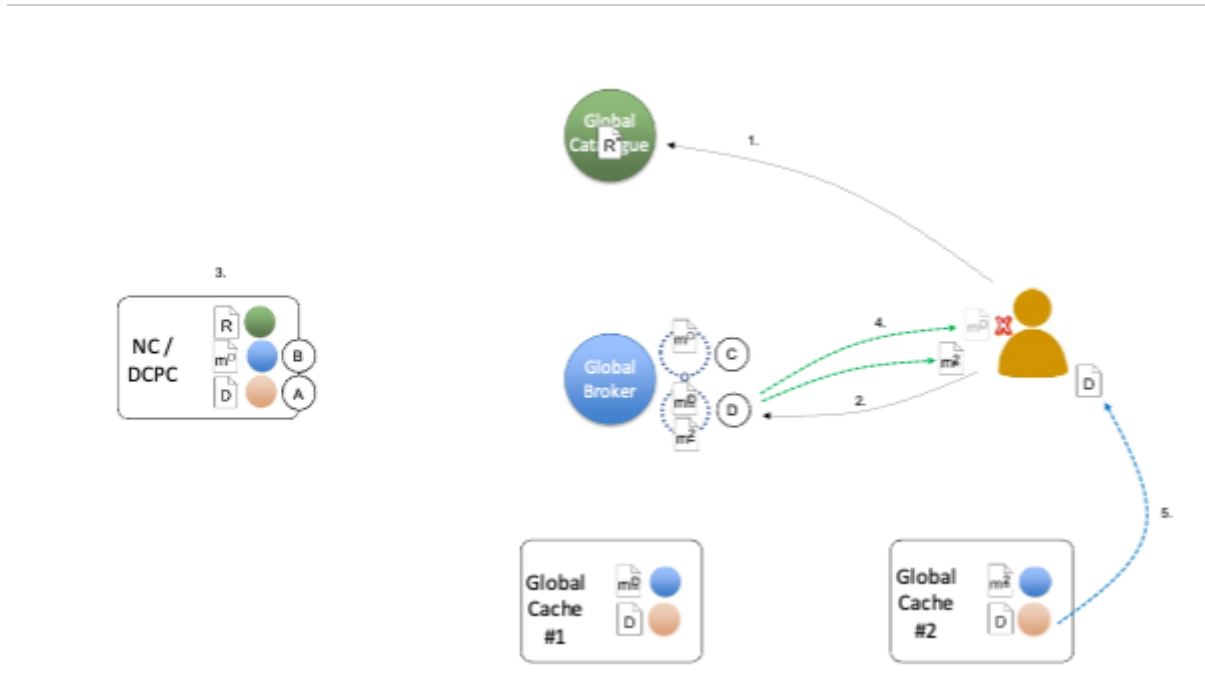 Global
Catalogue
R
1.
3.
NC /
DCPC
R
m
D
B
D
A
Global
Broker
m
C
D
4.
m
D
2.
D
5.
Global
Cache
#1
D
Global
Cache
#2
D